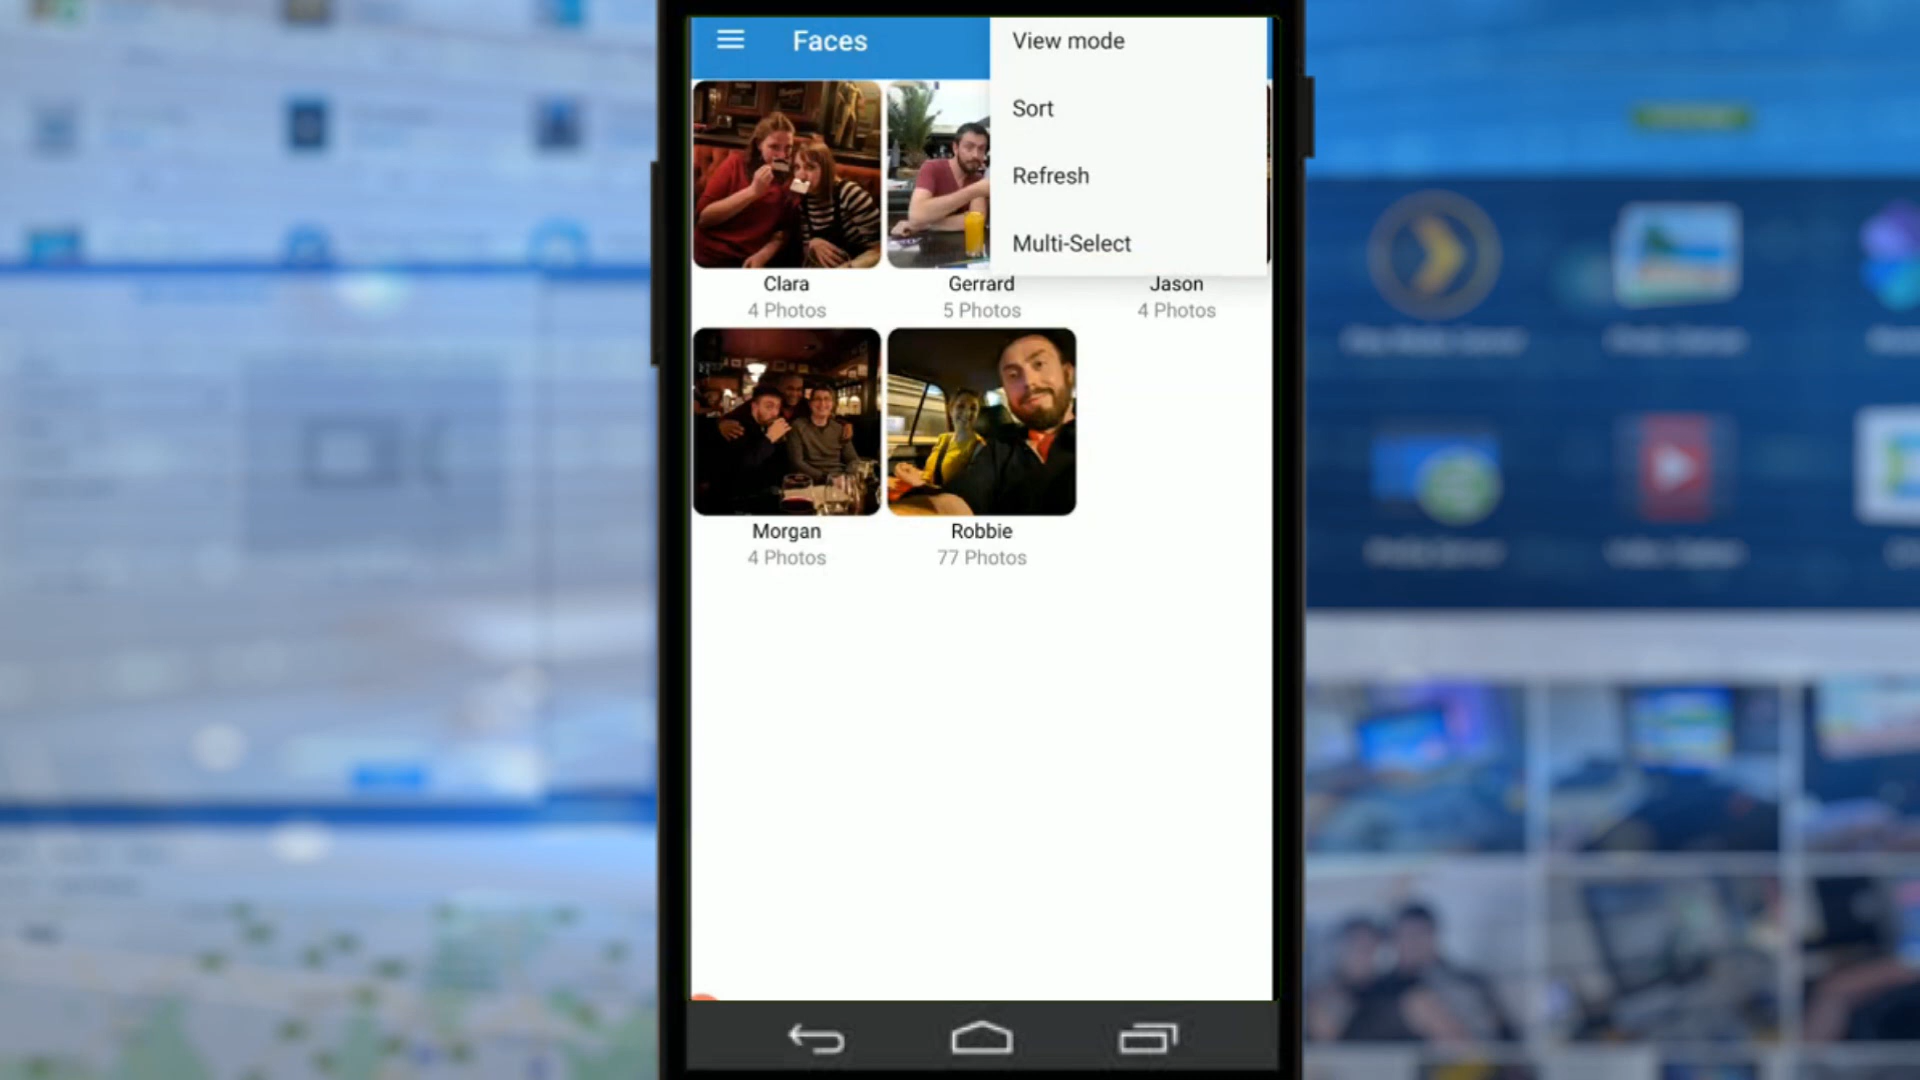 Faces
View mode
Sort
Refresh
Multi-Select
Clara
Gerrard
Jason
4 Photos
5 Photos
4 Photos
Morgan
Robbie
4 Photos
77 Photos